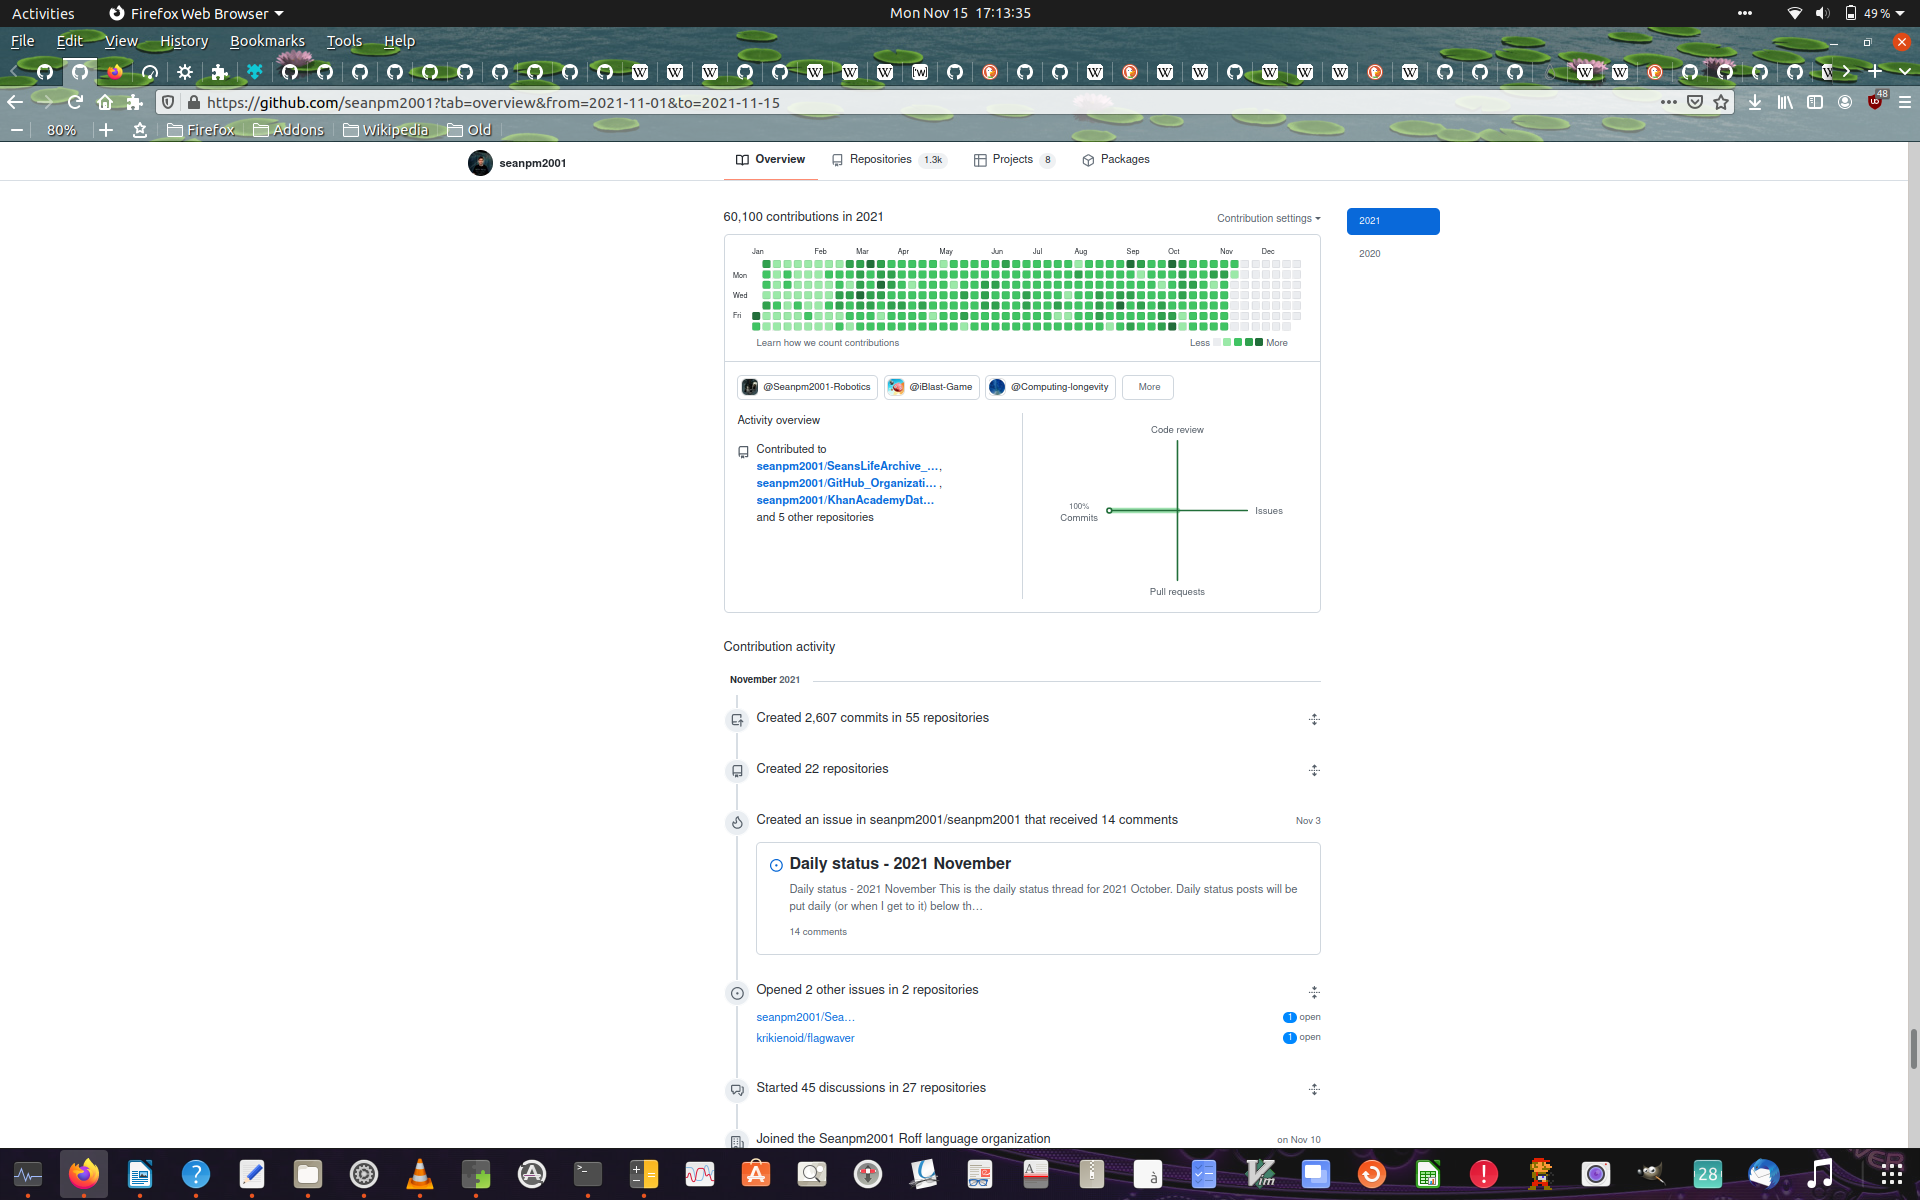 Activities
Firefox Web Browser
Mon Nov 15 17:13:35
49 %
File Edit View History Bookmarks Tools Help
https://github.com/seanpm2001?tab=overview&from=2021-11-01&to=2021-11-15
48
80%
Firefox
Addons
Wikipedia
Old
seanpm2001
Overview
Repositories 1.3k
Projects 8
Packages
60,100 contributions in 2021
Contribution settings
2021
2020
Jan Feb Mar Apr May Jun Jul Aug Sep Oct Nov Dec
Mon
Wed
Fri
Learn how we count contributions
Less
More
@Seanpm2001-Robotics
@iBlast-Game
@Computing-longevity
More
Activity overview
Contributed to
seanpm2001/SeansLifeArchive_…,
seanpm2001/GitHub_Organizati… ,
seanpm2001/KhanAcademyDat…
and 5 other repositories
Code review
100%
Commits
Issues
Pull requests
Contribution activity
November 2021
Created 2,607 commits in 55 repositories
Created 22 repositories
Created an issue in seanpm2001/seanpm2001 that received 14 comments
Nov 3
Daily status - 2021 November
Daily status - 2021 November This is the daily status thread for 2021 October. Daily status posts will be
put daily (or when I get to it) below th…
14 comments
Opened 2 other issues in 2 repositories
seanpm2001/Sea…
1 open
krikienoid/flagwaver
1 open
Started 45 discussions in 27 repositories
Joined the Seanpm2001 Roff language organization
on Nov 10
28